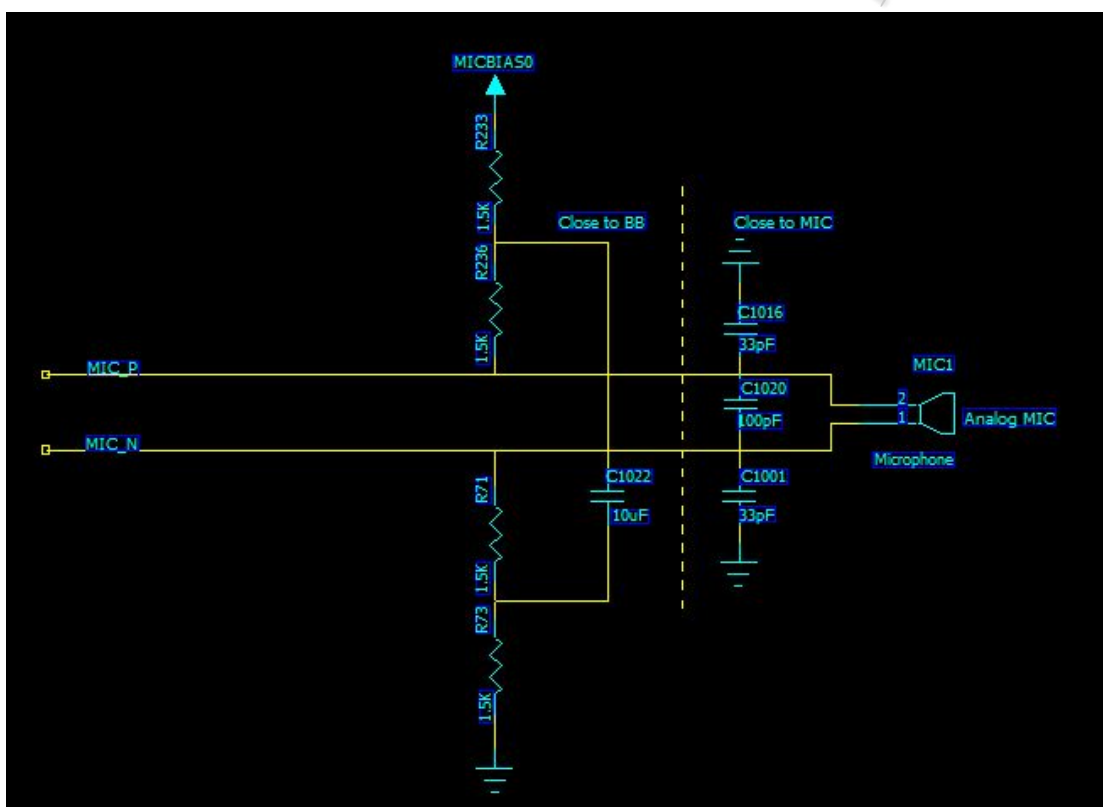 MICBIAS0
R233
1.5K
Close to BB
Close to MIC
R236
1.5K
C1016
33pF
MIC_P
MIC1
C1020
100pF
2
1
Analog MIC
MIC_N
Microphone
R71
1.5K
C1022
10uF
C1001
33pF
R73
1.5K